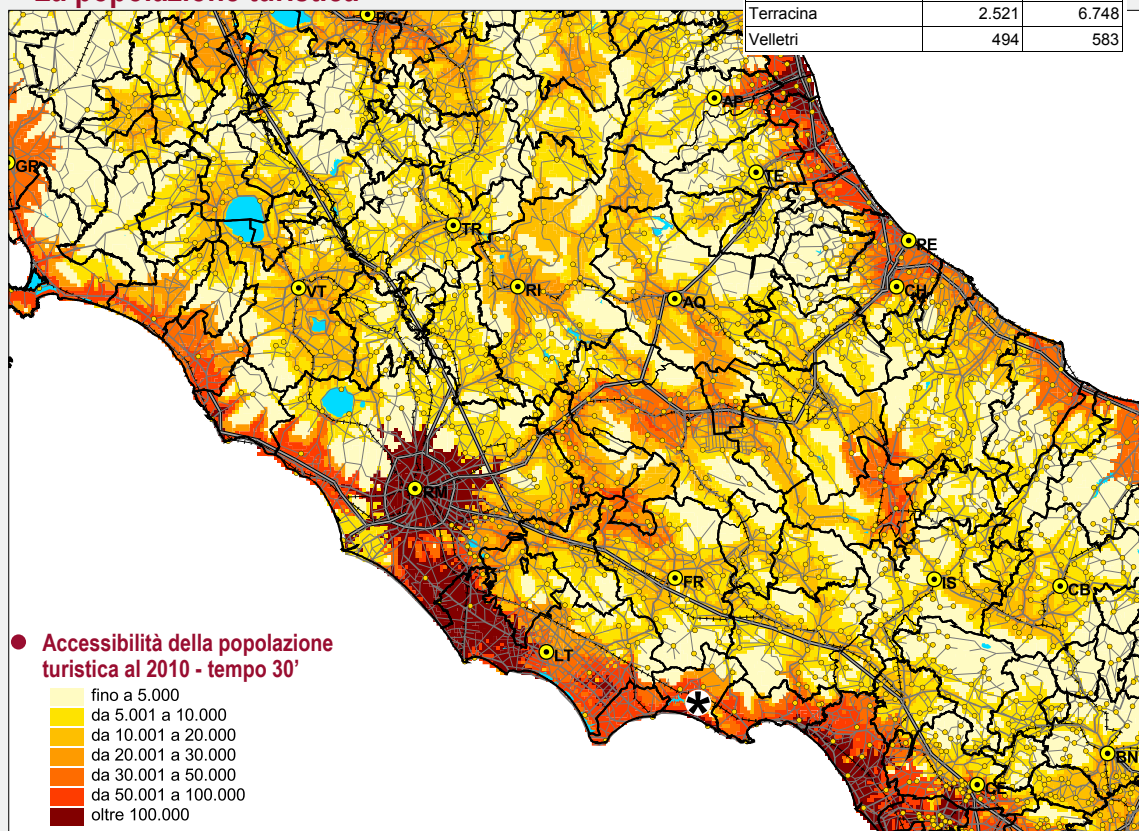 La popolazione turistica
Terracina 2.521 6.748
Velletri 494 583
PG
AP
GR
TE
TR
PE
VT
RI
AQ
CH
RM
FR
IS
CB
LT
*
BN
CE
● Accessibilità della popolazione
turistica al 2010 - tempo 30’
fino a 5.000
da 5.001 a 10.000
da 10.001 a 20.000
da 20.001 a 30.000
da 30.001 a 50.000
da 50.001 a 100.000
oltre 100.000